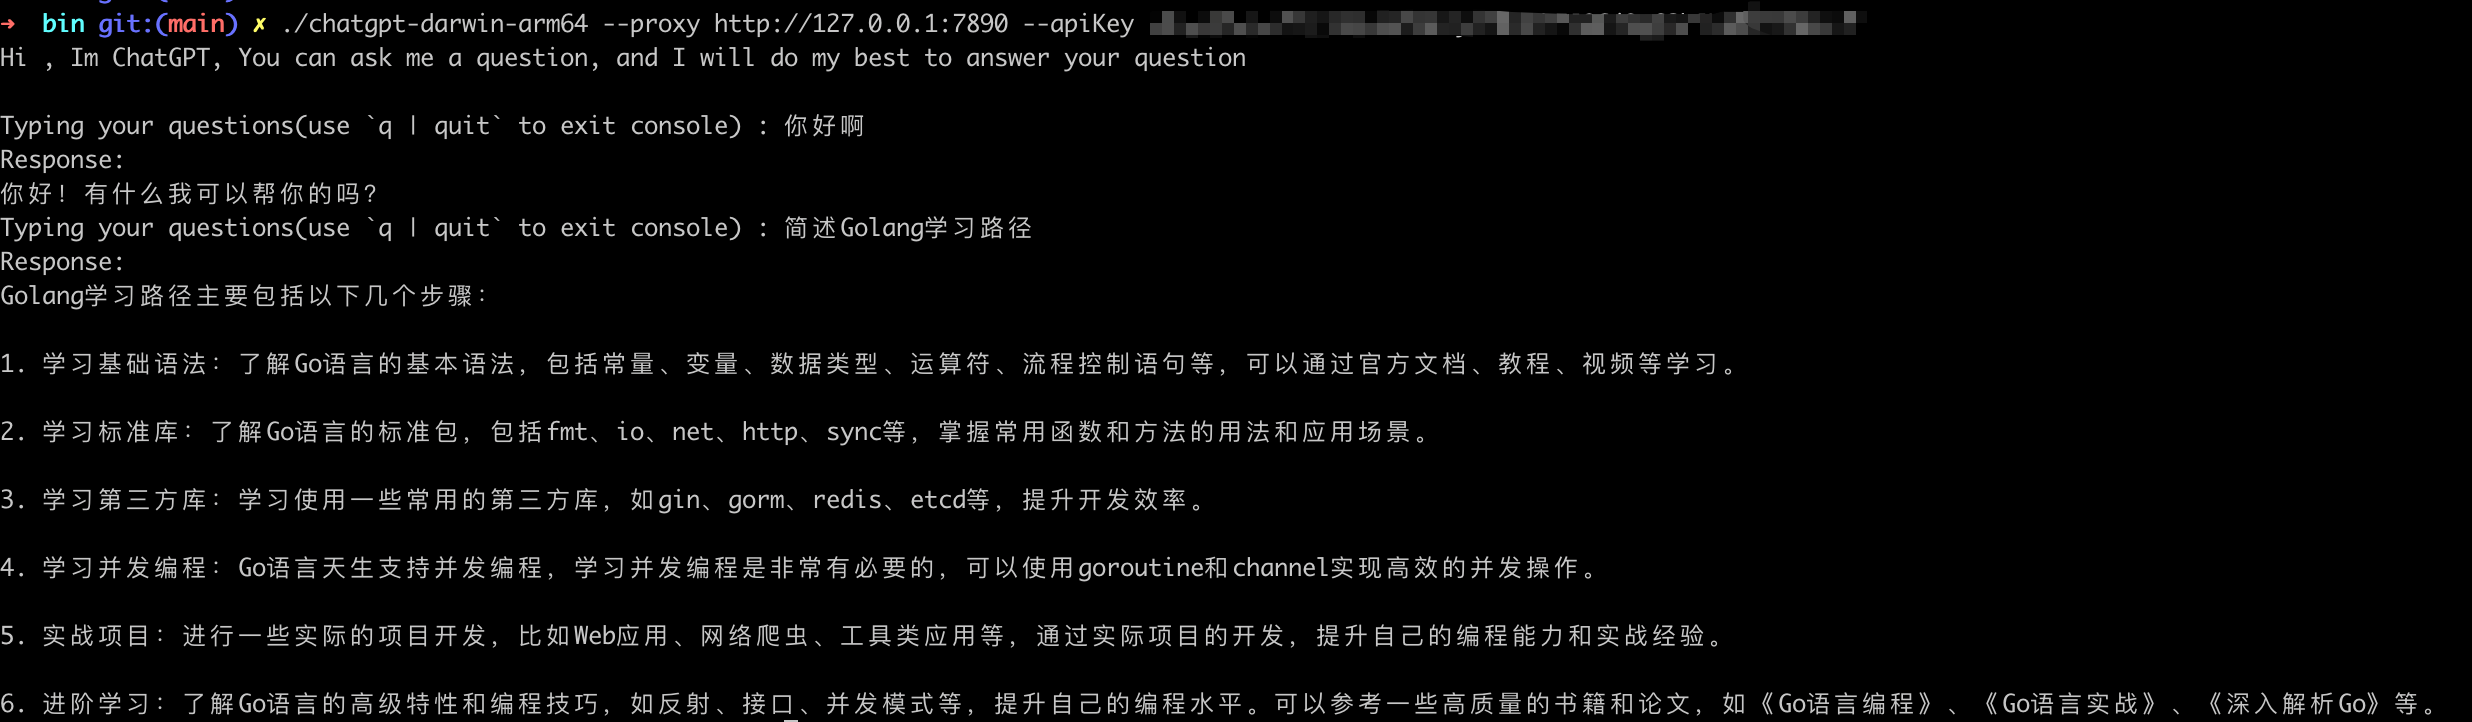 ➜  bin git:(main) ✗ ./chatgpt-darwin-arm64 --proxy http://127.0.0.1:7890 --apiKey
Hi , Im ChatGPT, You can ask me a question, and I will do my best to answer your question
Typing your questions(use `q | quit` to exit console) : 你好啊
Response:
你好！有什么我可以帮你的吗？
Typing your questions(use `q | quit` to exit console) : 简述Golang学习路径
Response:
Golang学习路径主要包括以下几个步骤：
1. 学习基础语法：了解Go语言的基本语法，包括常量、变量、数据类型、运算符、流程控制语句等，可以通过官方文档、教程、视频等学习。
2. 学习标准库：了解Go语言的标准包，包括fmt、io、net、http、sync等，掌握常用函数和方法的用法和应用场景。
3. 学习第三方库：学习使用一些常用的第三方库，如gin、gorm、redis、etcd等，提升开发效率。
4. 学习并发编程：Go语言天生支持并发编程，学习并发编程是非常有必要的，可以使用goroutine和channel实现高效的并发操作。
5. 实战项目：进行一些实际的项目开发，比如Web应用、网络爬虫、工具类应用等，通过实际项目的开发，提升自己的编程能力和实战经验。
6. 进阶学习：了解Go语言的高级特性和编程技巧，如反射、接口、并发模式等，提升自己的编程水平。可以参考一些高质量的书籍和论文，如《Go语言编程》、《Go语言实战》、《深入解析Go》等。